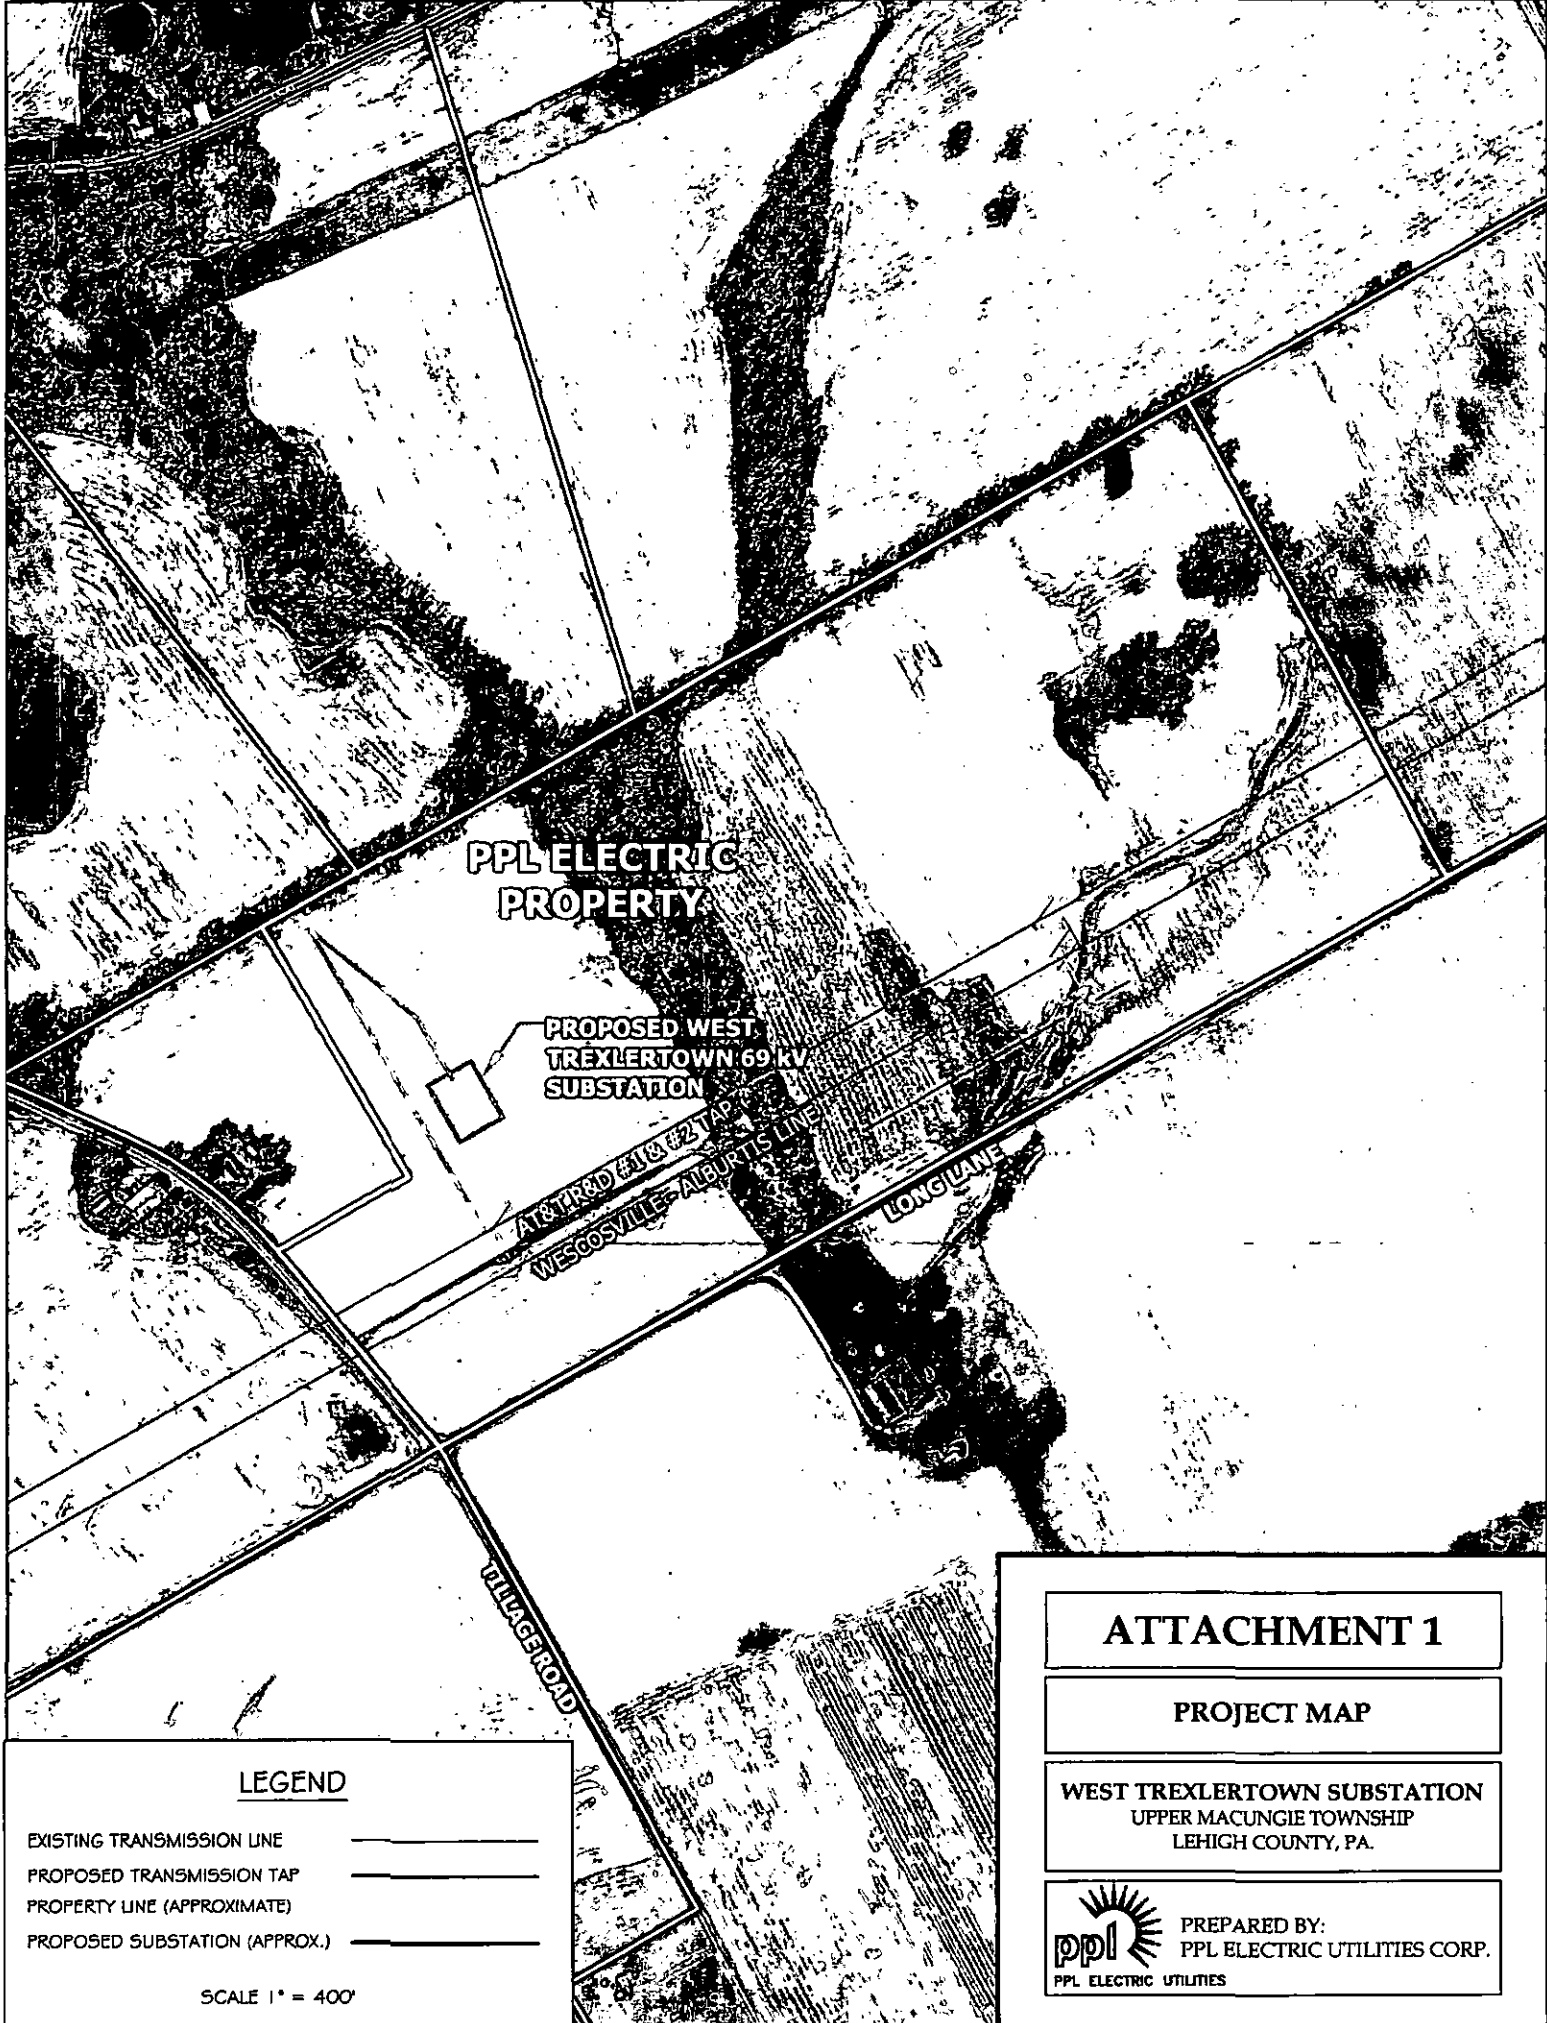 PPL ELECTRIC
PROPERTY
PROPOSED WEST
TREXLERTOWN 69 kV
SUBSTATION
AT&T R&D #1 & #2 TAP
WESCOSVILLE - ALBURTIS LINE
LONG LANE
TILLAGE ROAD
LEGEND
EXISTING TRANSMISSION LINE
PROPOSED TRANSMISSION TAP
PROPERTY LINE (APPROXIMATE)
PROPOSED SUBSTATION (APPROX.)
SCALE 1" = 400'
ATTACHMENT 1
PROJECT MAP
WEST TREXLERTOWN SUBSTATION
UPPER MACUNGIE TOWNSHIP
LEHIGH COUNTY, PA.
ppl
PPL ELECTRIC UTILITIES
PREPARED BY:
PPL ELECTRIC UTILITIES CORP.